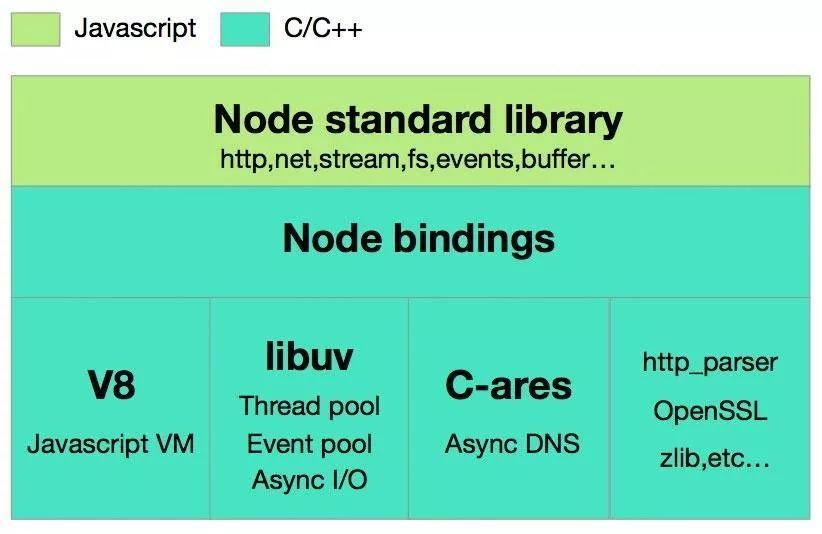 Javascript
C/C++
Node standard library
http,net,stream,fs,events,buffer…
Node bindings
V8
Javascript VM
libuv
Thread pool
Event pool
Async I/O
C-ares
Async DNS
http_parser
OpenSSL
zlib,etc…